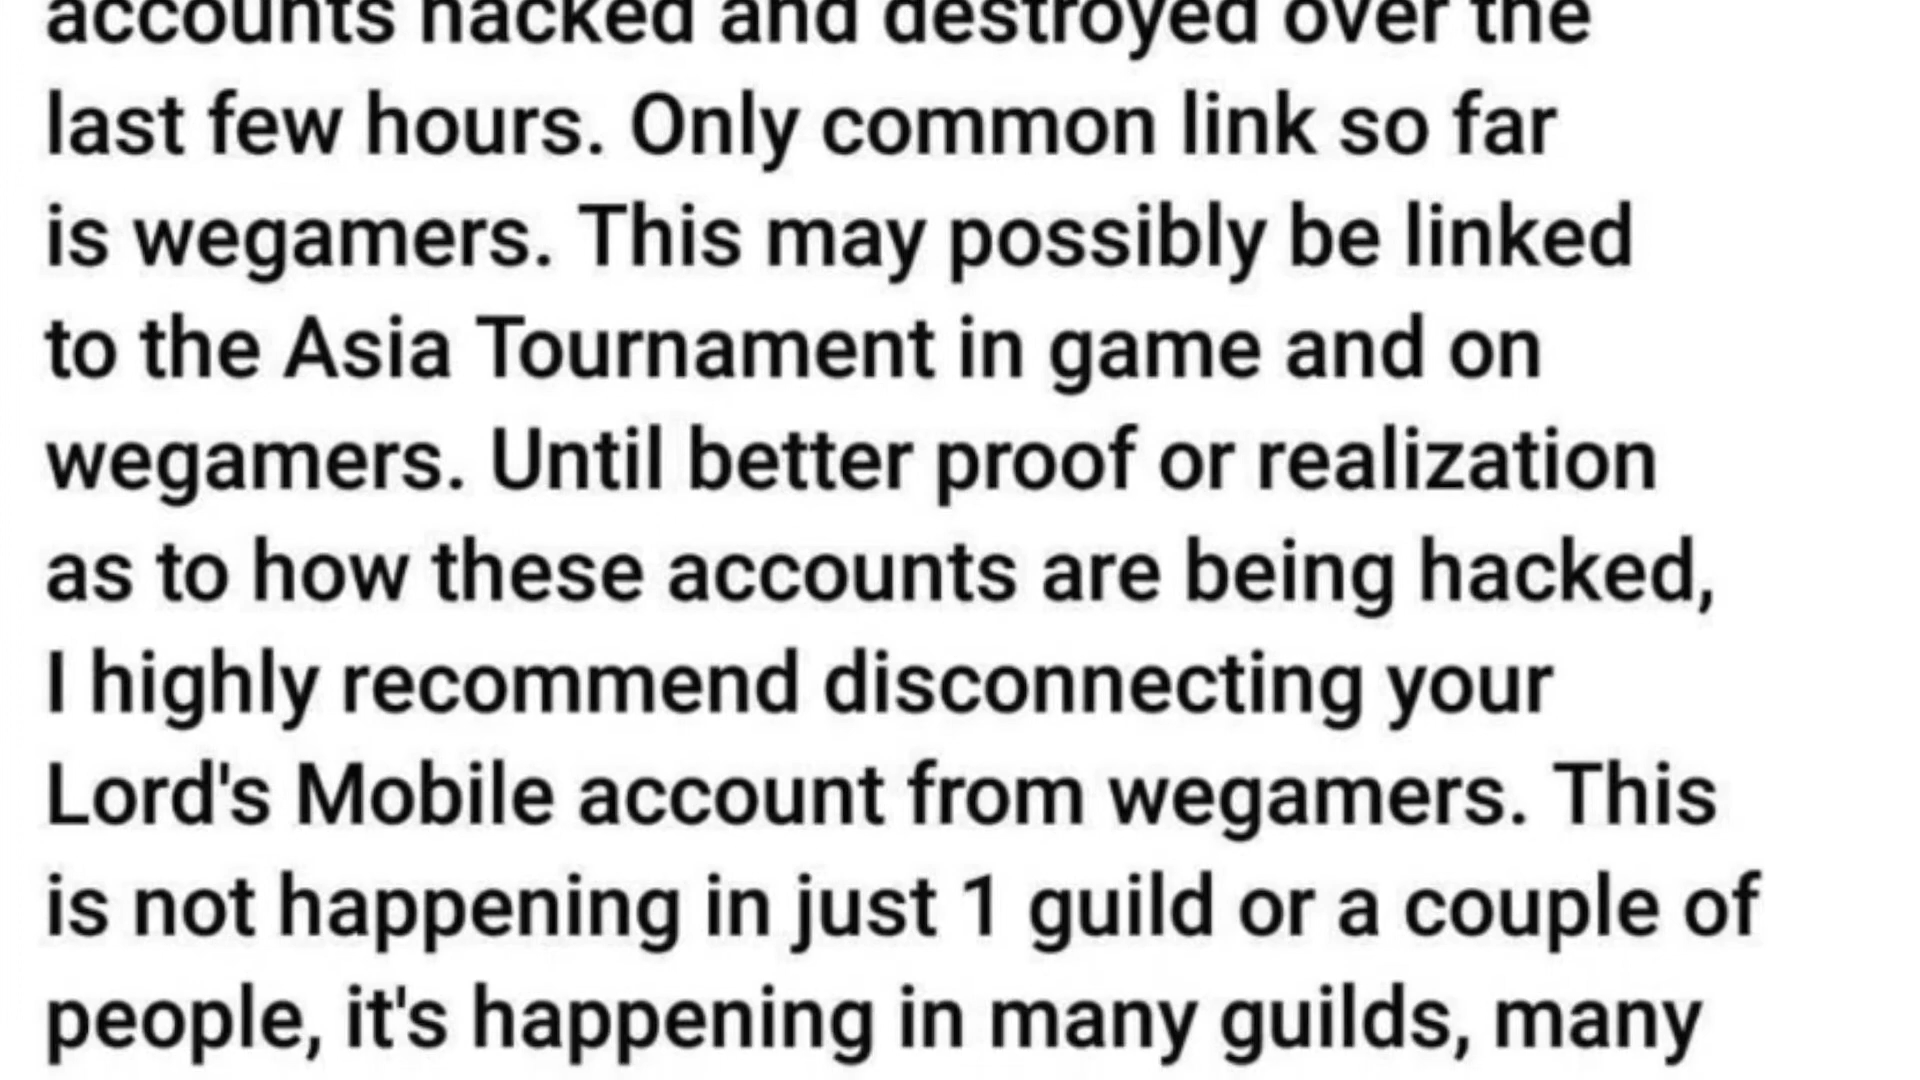 accounts hacked and destroyed over the
last few hours. Only common link so far
is wegamers. This may possibly be linked
to the Asia Tournament in game and on
wegamers. Until better proof or realization
as to how these accounts are being hacked,
I highly recommend disconnecting your
Lord's Mobile account from wegamers. This
is not happening in just 1 guild or a couple of
people, it's happening in many guilds, many